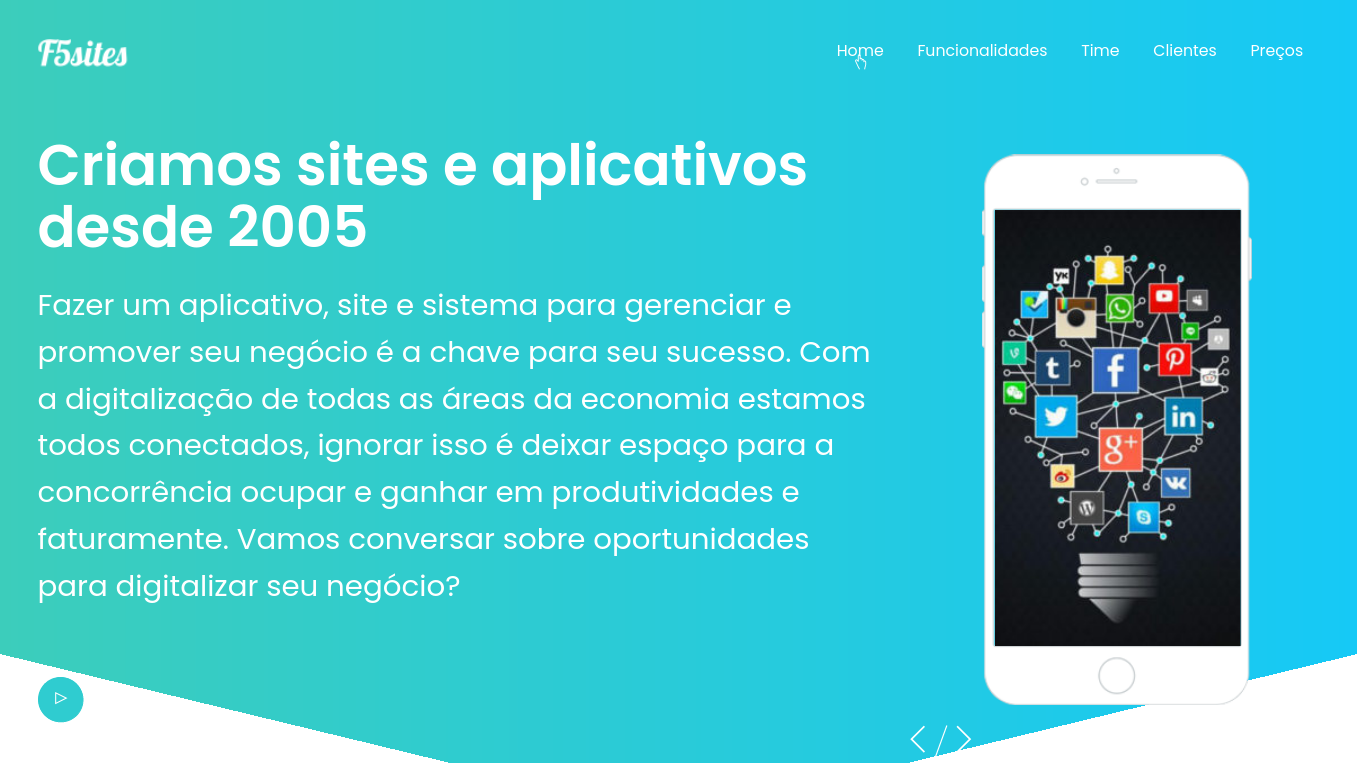 F5sites
Home Funcionalidades Time Clientes Preços
Criamos sites e aplicativos
desde 2005
Fazer um aplicativo, site e sistema para gerenciar e
promover seu negócio é a chave para seu sucesso. Com
a digitalização de todas as áreas da economia estamos
todos conectados, ignorar isso é deixar espaço para a
concorrência ocupar e ganhar em produtividades e
faturamente. Vamos conversar sobre oportunidades
para digitalizar seu negócio?